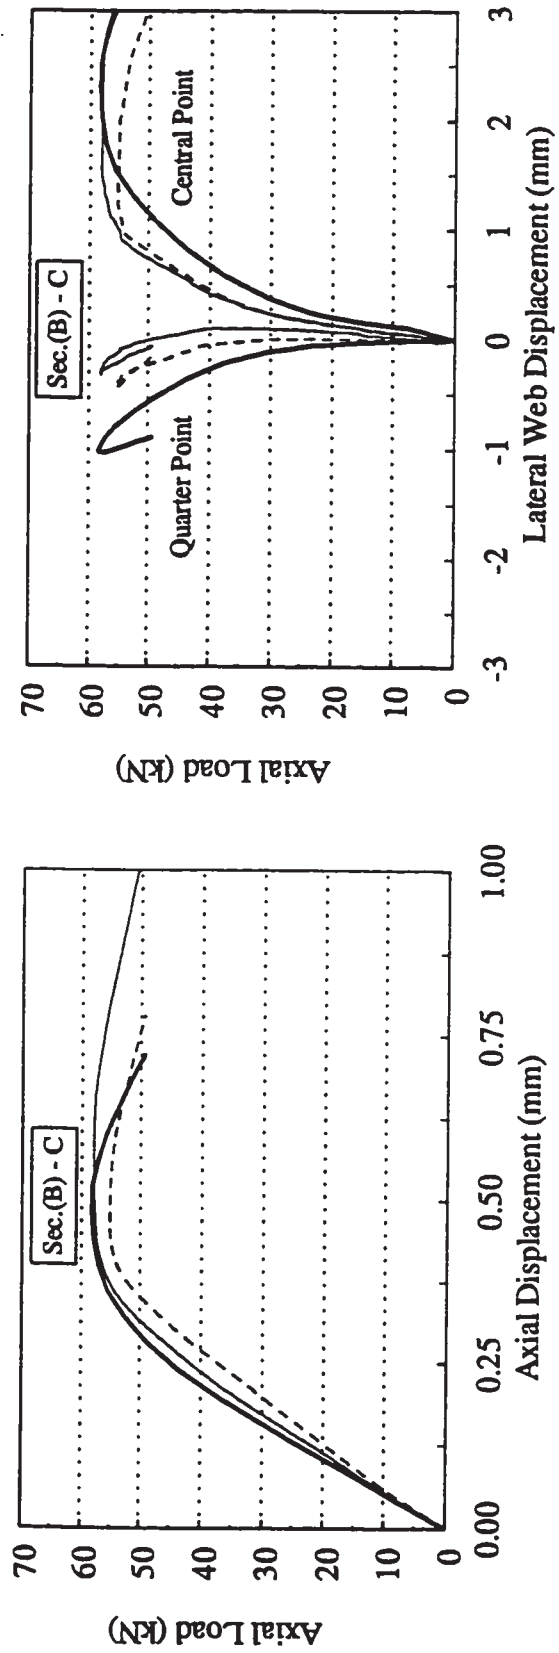 Axial Load (kN)
70
60
50
40
30
20
10
0
Sec.(B) - C
0.00 0.25 0.50 0.75 1.00
Axial Displacement (mm)
Axial Load (kN)
70
60
50
40
30
20
10
0
Sec.(B) - C
Quarter Point
Central Point
-3 -2 -1 0 1 2 3
Lateral Web Displacement (mm)